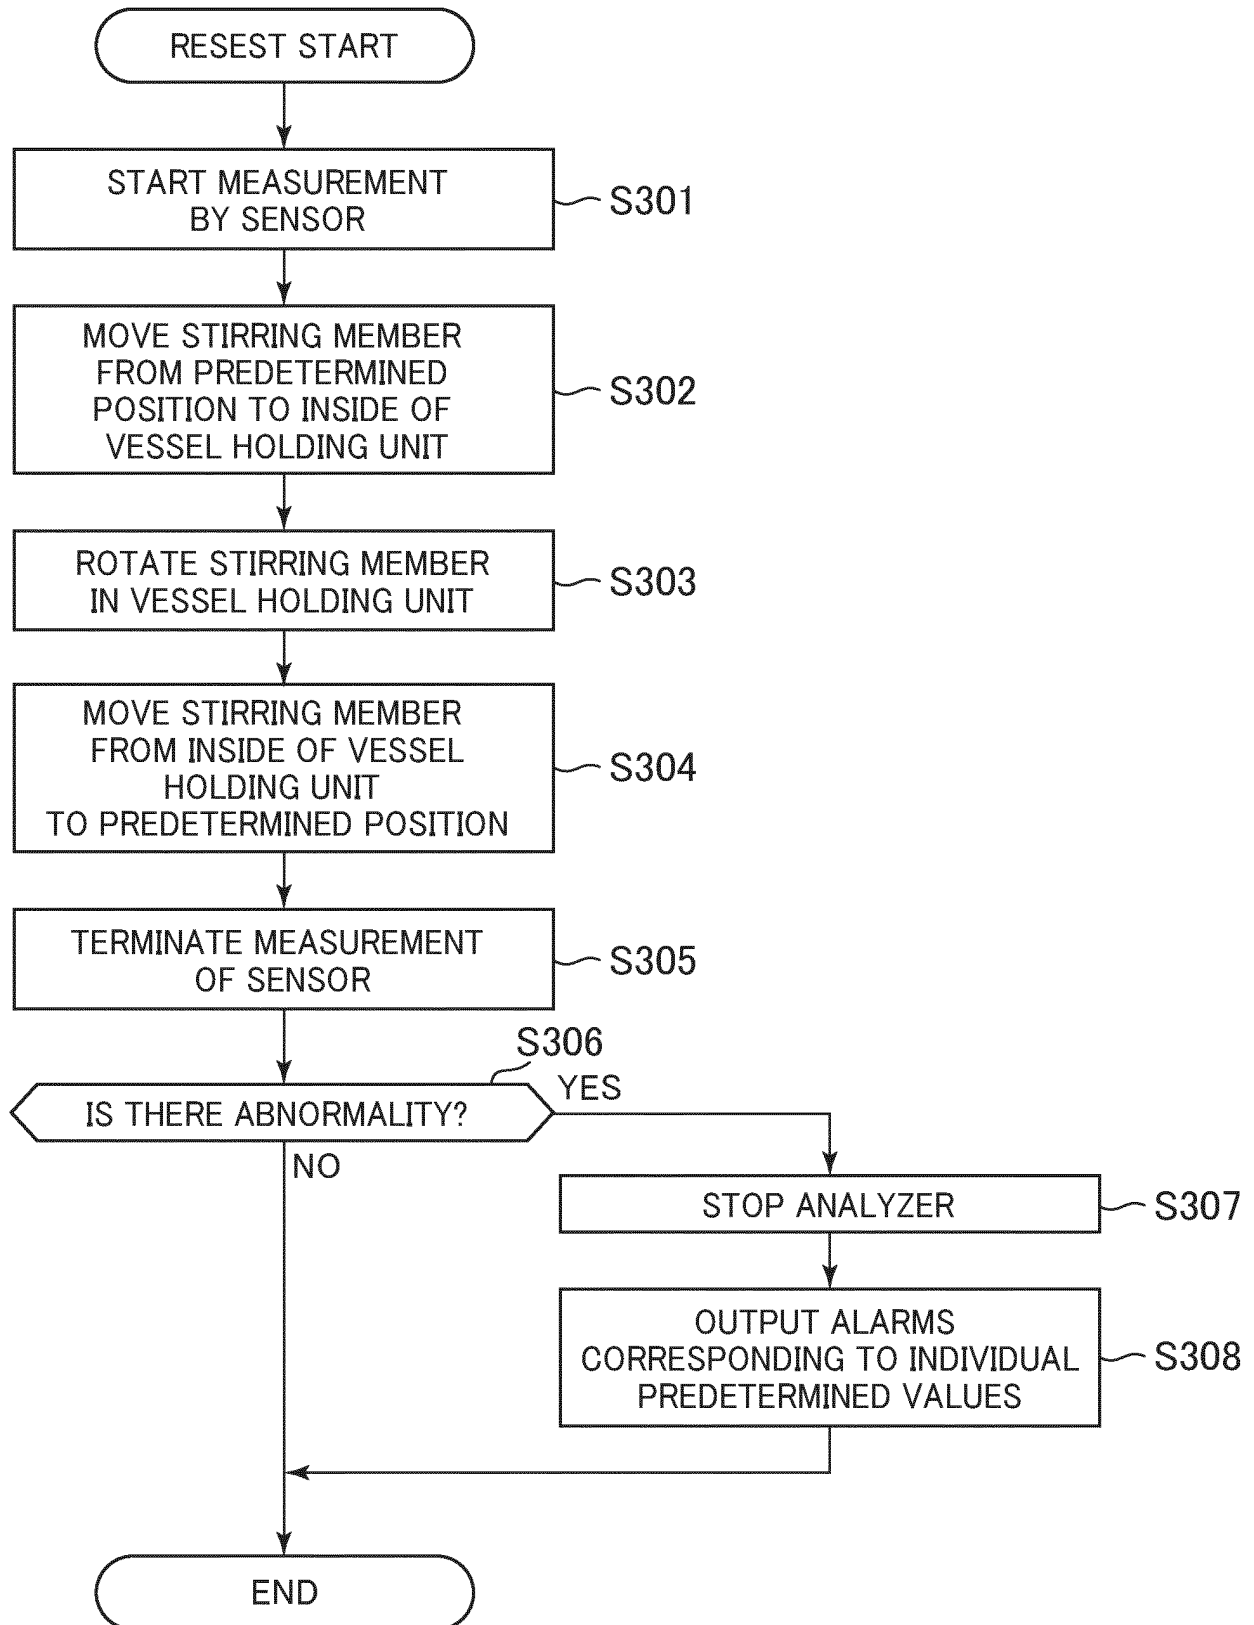 RESEST START
START MEASUREMENT
BY SENSOR
S301
MOVE STIRRING MEMBER
FROM PREDETERMINED
POSITION TO INSIDE OF
VESSEL HOLDING UNIT
S302
ROTATE STIRRING MEMBER
IN VESSEL HOLDING UNIT
S303
MOVE STIRRING MEMBER
FROM INSIDE OF VESSEL
HOLDING UNIT
TO PREDETERMINED POSITION
S304
TERMINATE MEASUREMENT
OF SENSOR
S305
S306
IS THERE ABNORMALITY?
YES
NO
STOP ANALYZER
S307
OUTPUT ALARMS
CORRESPONDING TO INDIVIDUAL
PREDETERMINED VALUES
S308
END